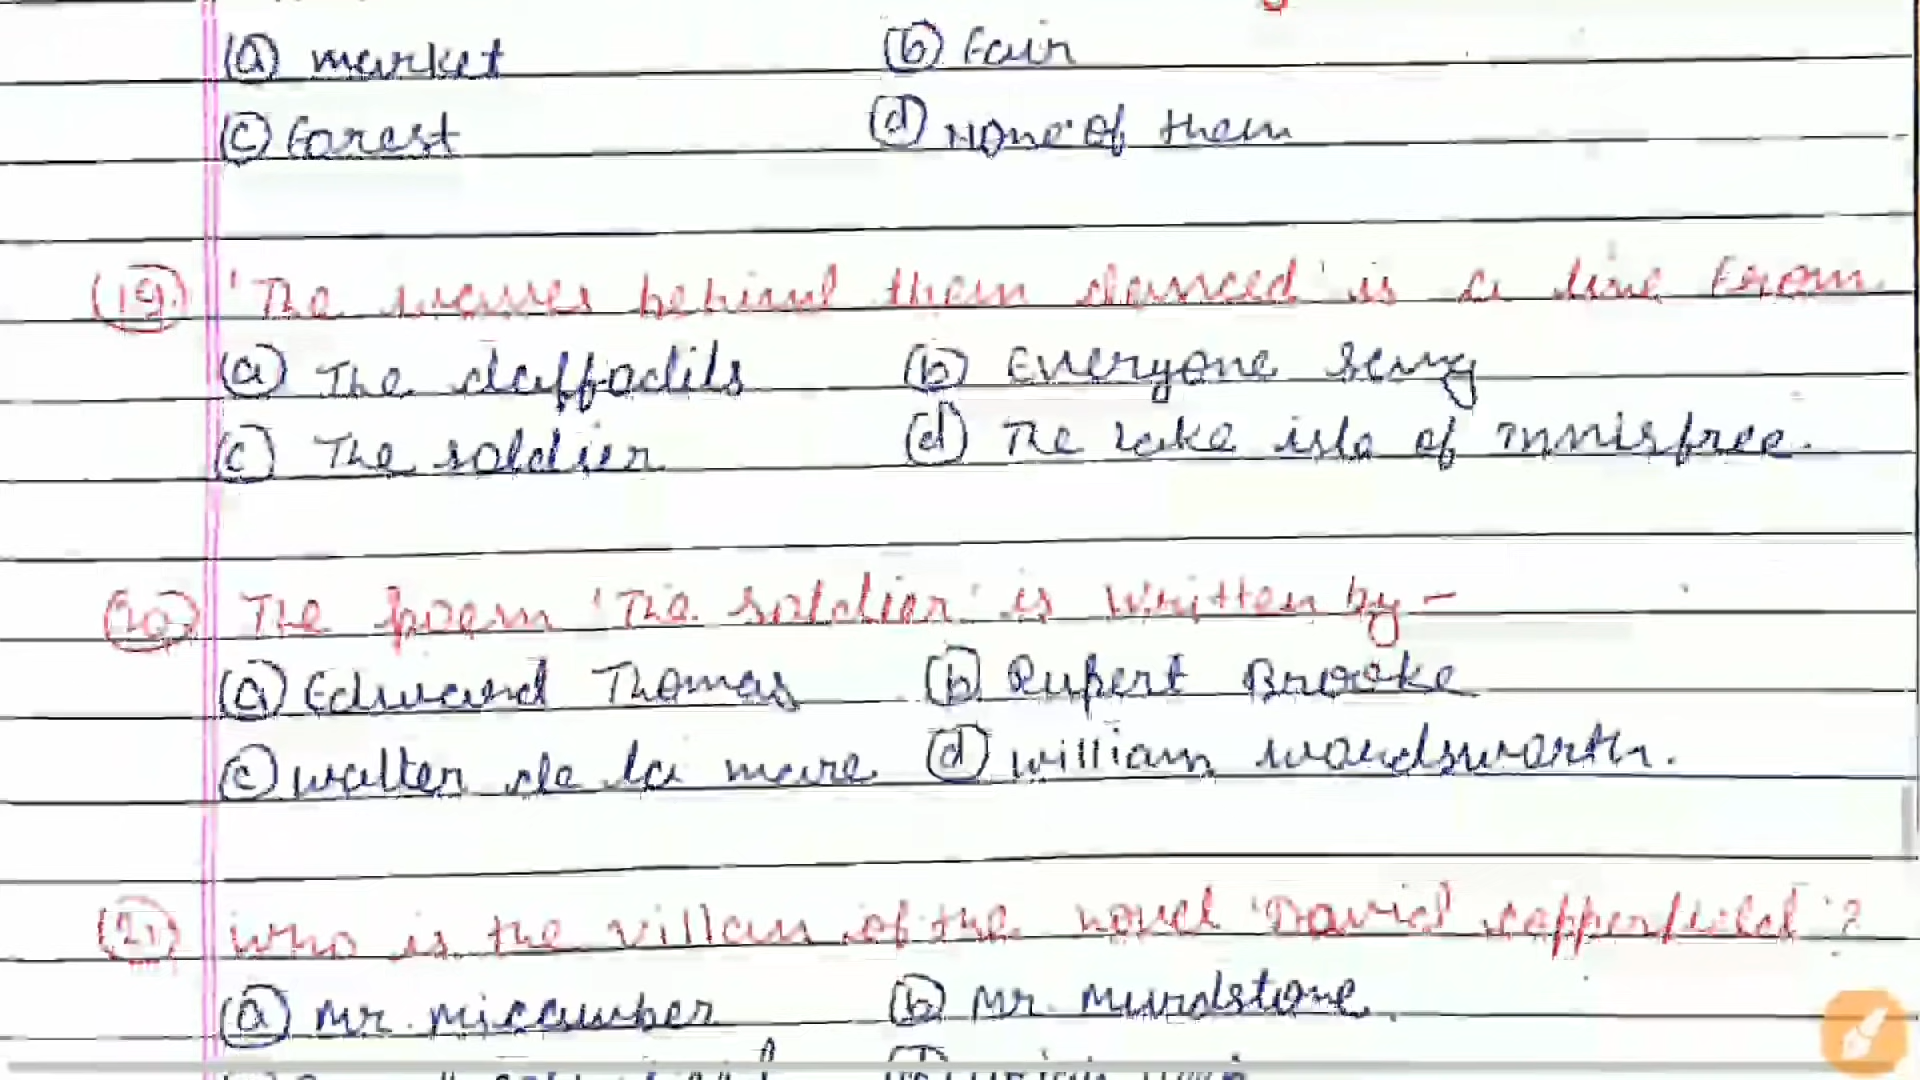 (a) market (b) Fair
(c) Forest (d) None of them
(19) 'The waves behind them danced' is a line from
(a) The daffodils (b) Everyone Sang
(c) The soldier (d) The lake isle of Innisfree.
(20) The poem 'The soldier' is written by-
(a) Edward Thomas (b) Rupert Brooke
(c) walter de la mare (d) william wordsworth.
(21) who is the villan of the novel 'David copperfield'?
(a) Mr. micawber (b) Mr. Murdstone.